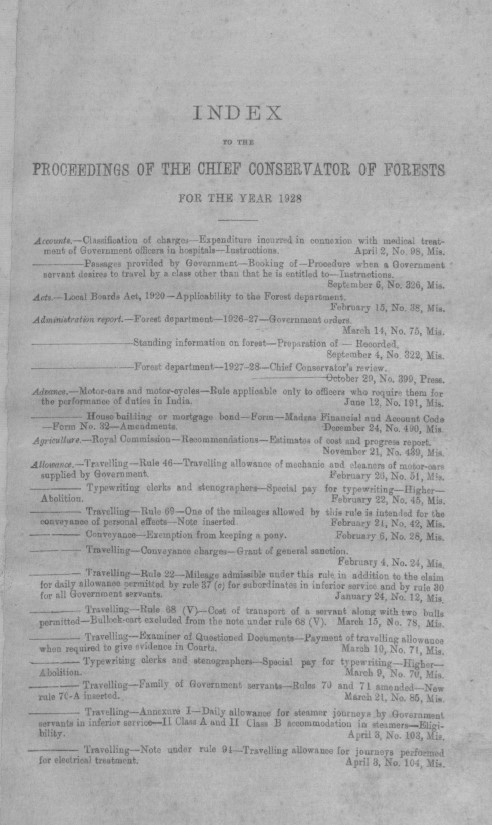 INDEX
TO THE
PROCEEDINGS OF THE CHIEF CONSERVATOR OF FORESTS
FOR THE YEAR 1928
Accounts.—Classification of charges—Expenditure incurred in connexion with medical treat-
ment of Government officers in hospitals—Instructions. April 2, No. 98, Mis.
——— Passages provided by Government—Booking of—Procedure when a Government
servant desires to travel by a class other than that he is entitled to—Instructions.
September 6, No. 326, Mis.
Acts.—Local Boards Act, 1920—Applicability to the Forest department.
February 15, No. 38, Mis.
Administration report.—Forest department—1926-27—Government orders.
March 14, No. 75, Mis.
——— Standing information on forest—Preparation of — Recorded.
September 4, No. 322, Mis.
——— Forest department—1927-28—Chief Conservator's review.
October 29, No. 399, Press.
Advance.—Motor-cars and motor-cycles—Rule applicable only to officers who require them for
the performance of duties in India. June 12, No. 191, Mis.
——— House building or mortgage bond—Form—Madras Financial and Account Code
—Form No. 32—Amendments. December 24, No. 490, Mis.
Agriculture.—Royal Commission—Recommendations—Estimates of cost and progress report.
November 21, No. 439, Mis.
Allowance.—Travelling—Rule 46—Travelling allowance of mechanic and cleaners of motor-cars
supplied by Government. February 29, No. 51, Mis.
——— Typewriting clerks and stenographers—Special pay for typewriting—Higher—
Abolition. February 22, No. 45, Mis.
——— Travelling—Rule 69—One of the mileages allowed by this rule is intended for the
conveyance of personal effects—Note inserted. February 21, No. 42, Mis.
——— Conveyance—Exemption from keeping a pony. February 6, No. 28, Mis.
——— Travelling—Conveyance charges—Grant of general sanction.
February 4, No. 24, Mis.
——— Travelling—Rule 22—Mileage admissible under this rule in addition to the claim
for daily allowance permitted by rule 37 (c) for subordinates in inferior service and by rule 30
for all Government servants. January 24, No. 12, Mis.
——— Travelling—Rule 68 (V)—Cost of transport of a servant along with two bulls
permitted—Bullock-cart excluded from the note under rule 68 (V). March 15, No. 78, Mis.
——— Travelling—Examiner of Questioned Documents—Payment of travelling allowance
when required to give evidence in Courts. March 10, No. 71, Mis.
——— Typewriting clerks and stenographers—Special pay for typewriting—Higher—
Abolition. March 9, No. 70, Mis.
——— Travelling—Family of Government servants—Rules 70 and 71 amended—New
rule 70-A inserted. March 21, No. 85, Mis.
——— Travelling—Annexure I—Daily allowance for steamer journeys by Government
servants in inferior service—II Class A and II Class B accommodation in steamers—Eligi-
bility. April 3, No. 103, Mis.
——— Travelling—Note under rule 94—Travelling allowance for journeys performed
for electrical treatment. April 3, No. 104, Mis.